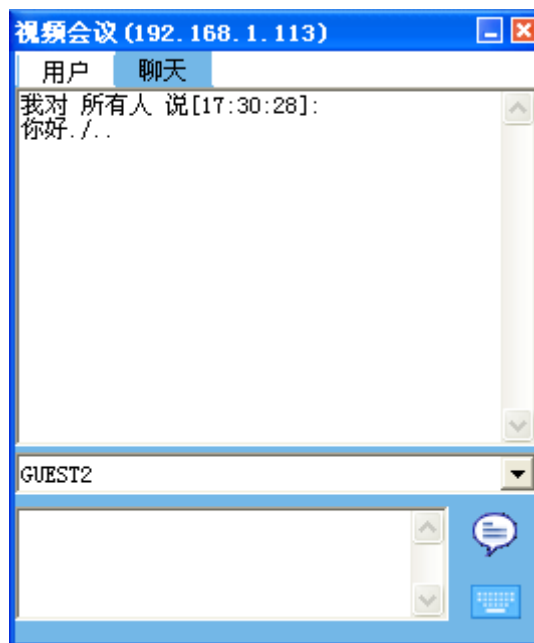 视频会议 (192.168.1.113)
用户 聊天
我对 所有人 说[17:30:28]:
你好./..
GUEST2